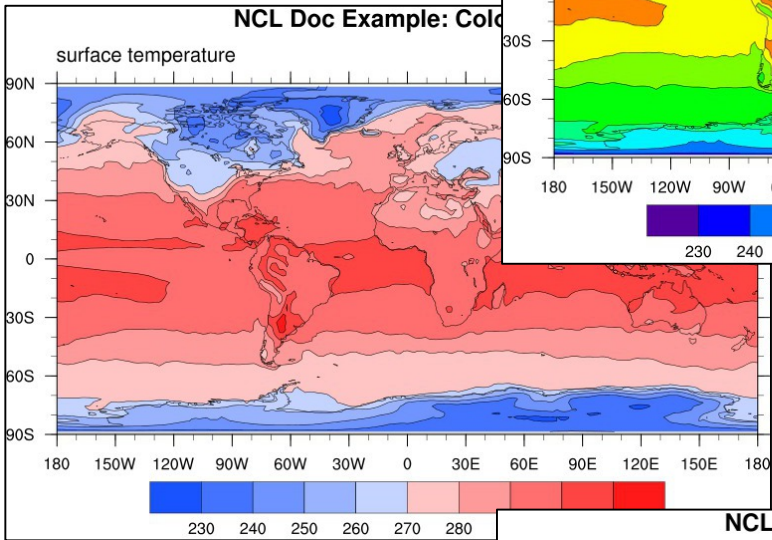 NCL Doc Example: Colo
surface temperature
90N
60N
30N
0
30S
60S
90S
180 150W 120W 90W 60W 30W 0 30E 60E 90E 120E 150E 180
230 240 250 260 270 280
30S
60S
90S
180 150W 120W 90W
230 240
NCL